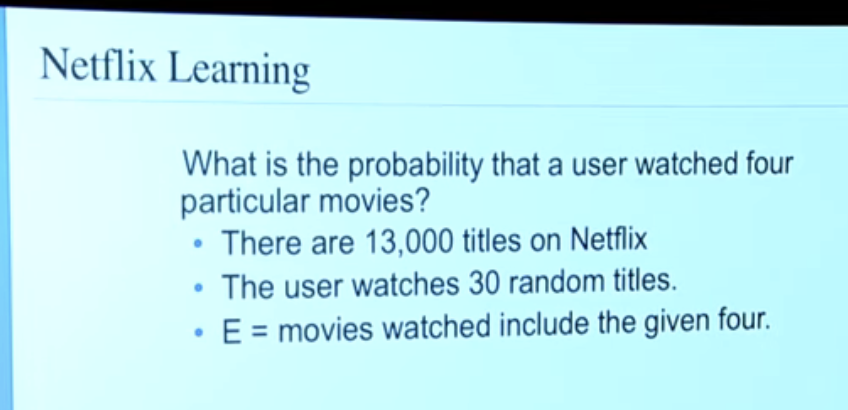 Netflix Learning
What is the probability that a user watched four
particular movies?
• There are 13,000 titles on Netflix
• The user watches 30 random titles.
• E = movies watched include the given four.